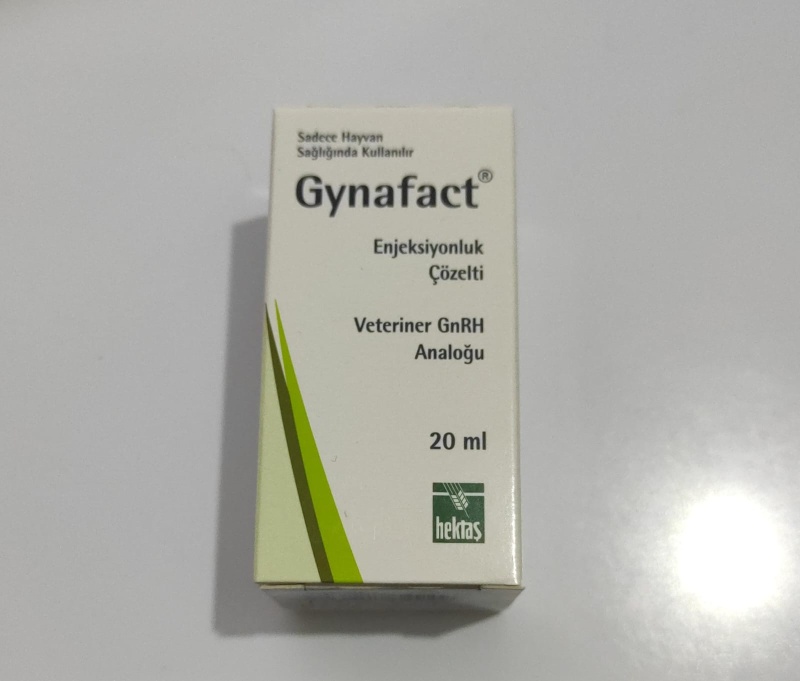 Sadece Hayvan
Sağlığında Kullanılır
Gynafact®
Enjeksiyonluk
Çözelti
Veteriner GnRH
Analoğu
20 ml
hektaş